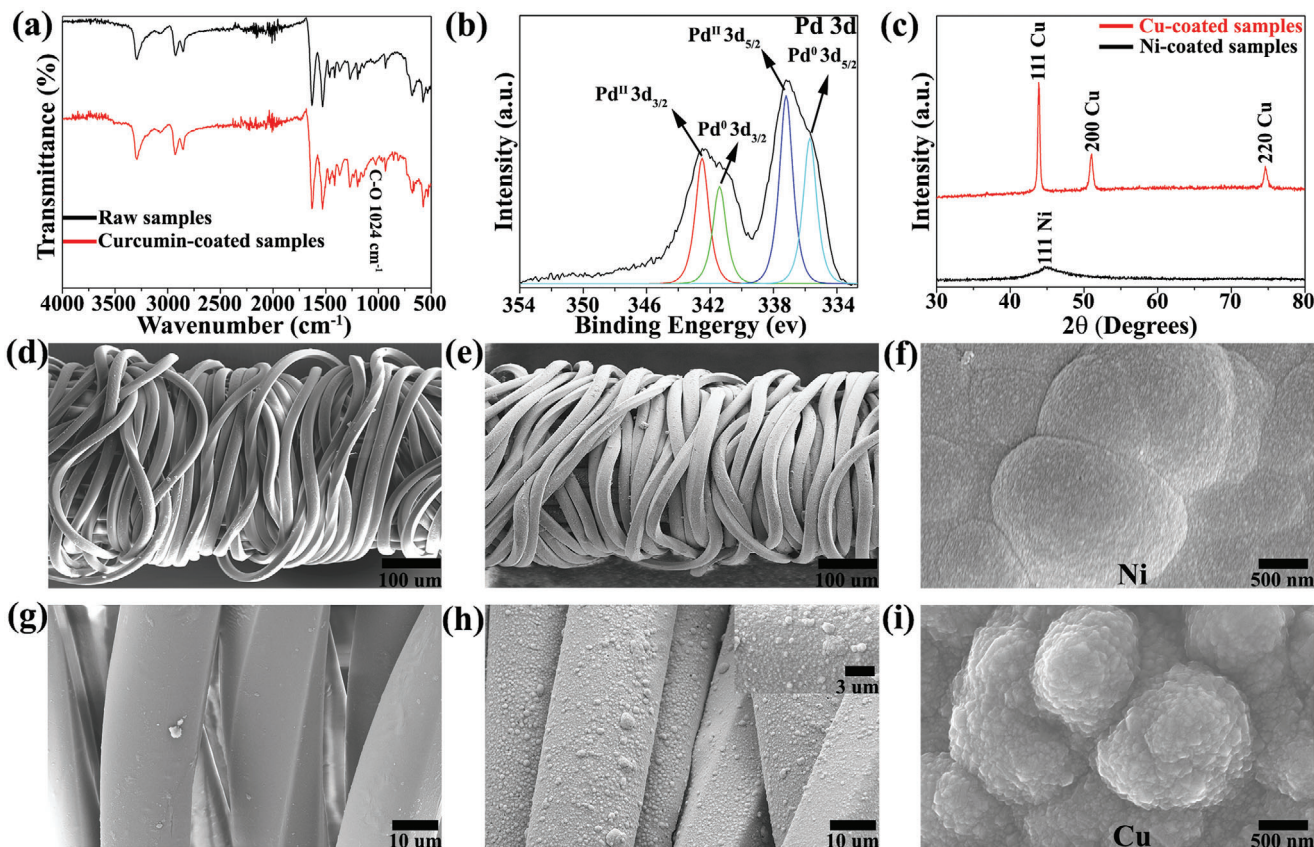 (a)
Transmittance (%)
C-O 1024 cm⁻¹
Raw samples
Curcumin-coated samples
4000 3500 3000 2500 2000 1500 1000 500
Wavenumber (cm⁻¹)
(b)
Pd 3d
Intensity (a.u.)
Pdᴵᴵ 3d₅/₂
Pd⁰ 3d₅/₂
Pdᴵᴵ 3d₃/₂
Pd⁰ 3d₃/₂
354 350 345 341 337 333
Binding Engergy (ev)
(c)
Cu-coated samples
Ni-coated samples
Intensity (a.u.)
111 Cu
200 Cu
220 Cu
111 Ni
30 40 50 60 70 80
2θ (Degrees)
(d)
100 um
(e)
100 um
(f)
Ni
500 nm
(g)
10 um
(h)
3 um
10 um
(i)
Cu
500 nm